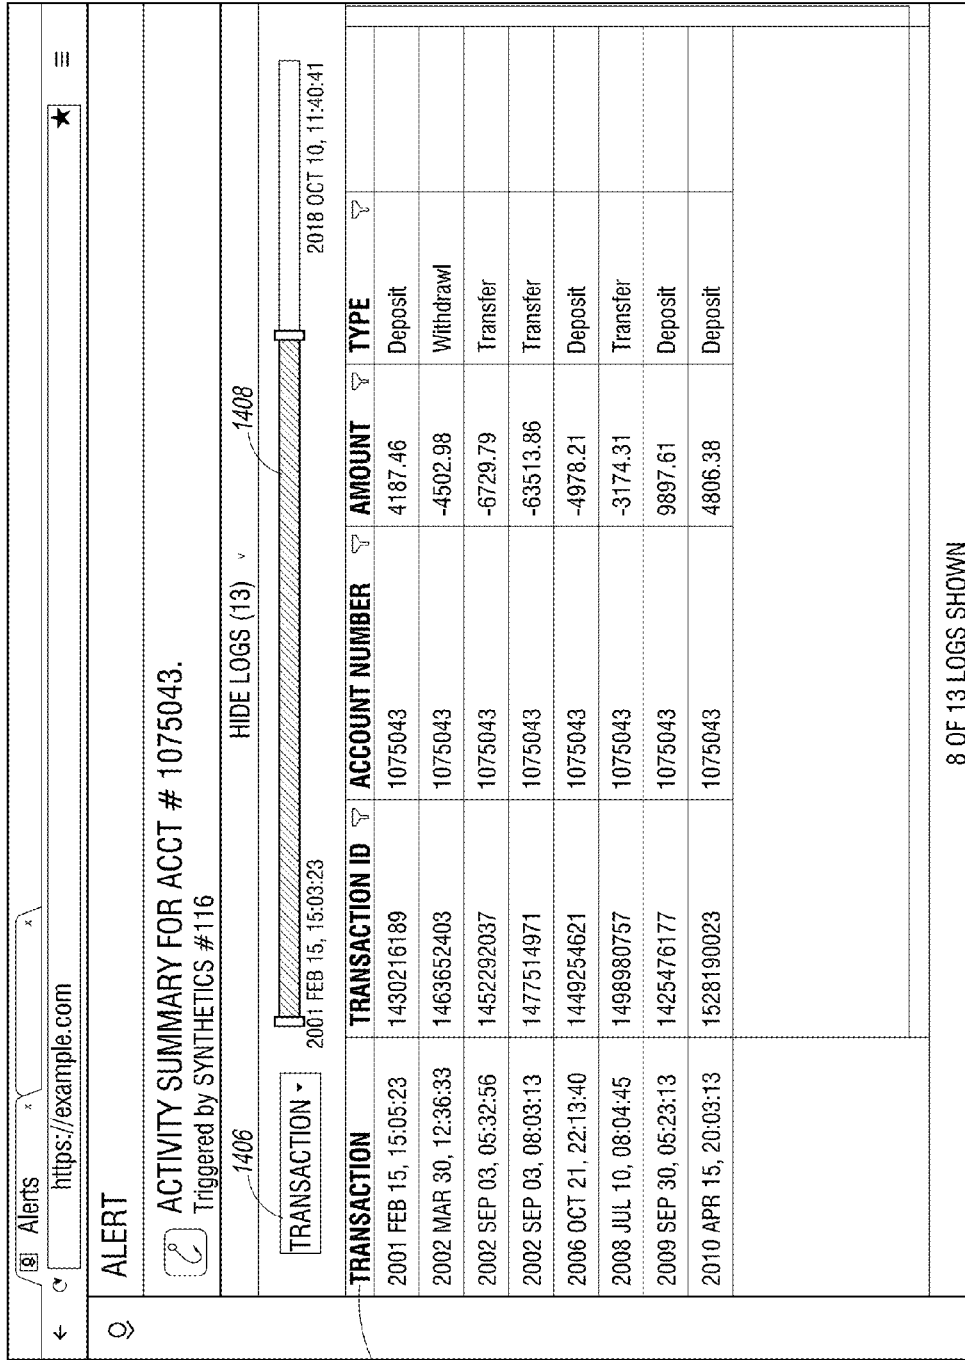 Alerts x x
https://example.com
ALERT
ACTIVITY SUMMARY FOR ACCT # 1075043.
Triggered by SYNTHETICS #116
HIDE LOGS (13) v
1406
1408
TRANSACTION
2001 FEB 15, 15:03:23
2018 OCT 10, 11:40:41
TRANSACTION TRANSACTION ID ACCOUNT NUMBER AMOUNT TYPE
2001 FEB 15, 15:05:23 1430216189 1075043 4187.46 Deposit
2002 MAR 30, 12:36:33 1463652403 1075043 -4502.98 Withdrawl
2002 SEP 03, 05:32:56 1452292037 1075043 -6729.79 Transfer
2002 SEP 03, 08:03:13 1477514971 1075043 -63513.86 Transfer
2006 OCT 21, 22:13:40 1449254621 1075043 -4978.21 Deposit
2008 JUL 10, 08:04:45 1498980757 1075043 -3174.31 Transfer
2009 SEP 30, 05:23:13 1425476177 1075043 9897.61 Deposit
2010 APR 15, 20:03:13 1528190023 1075043 4806.38 Deposit
8 OF 13 LOGS SHOWN